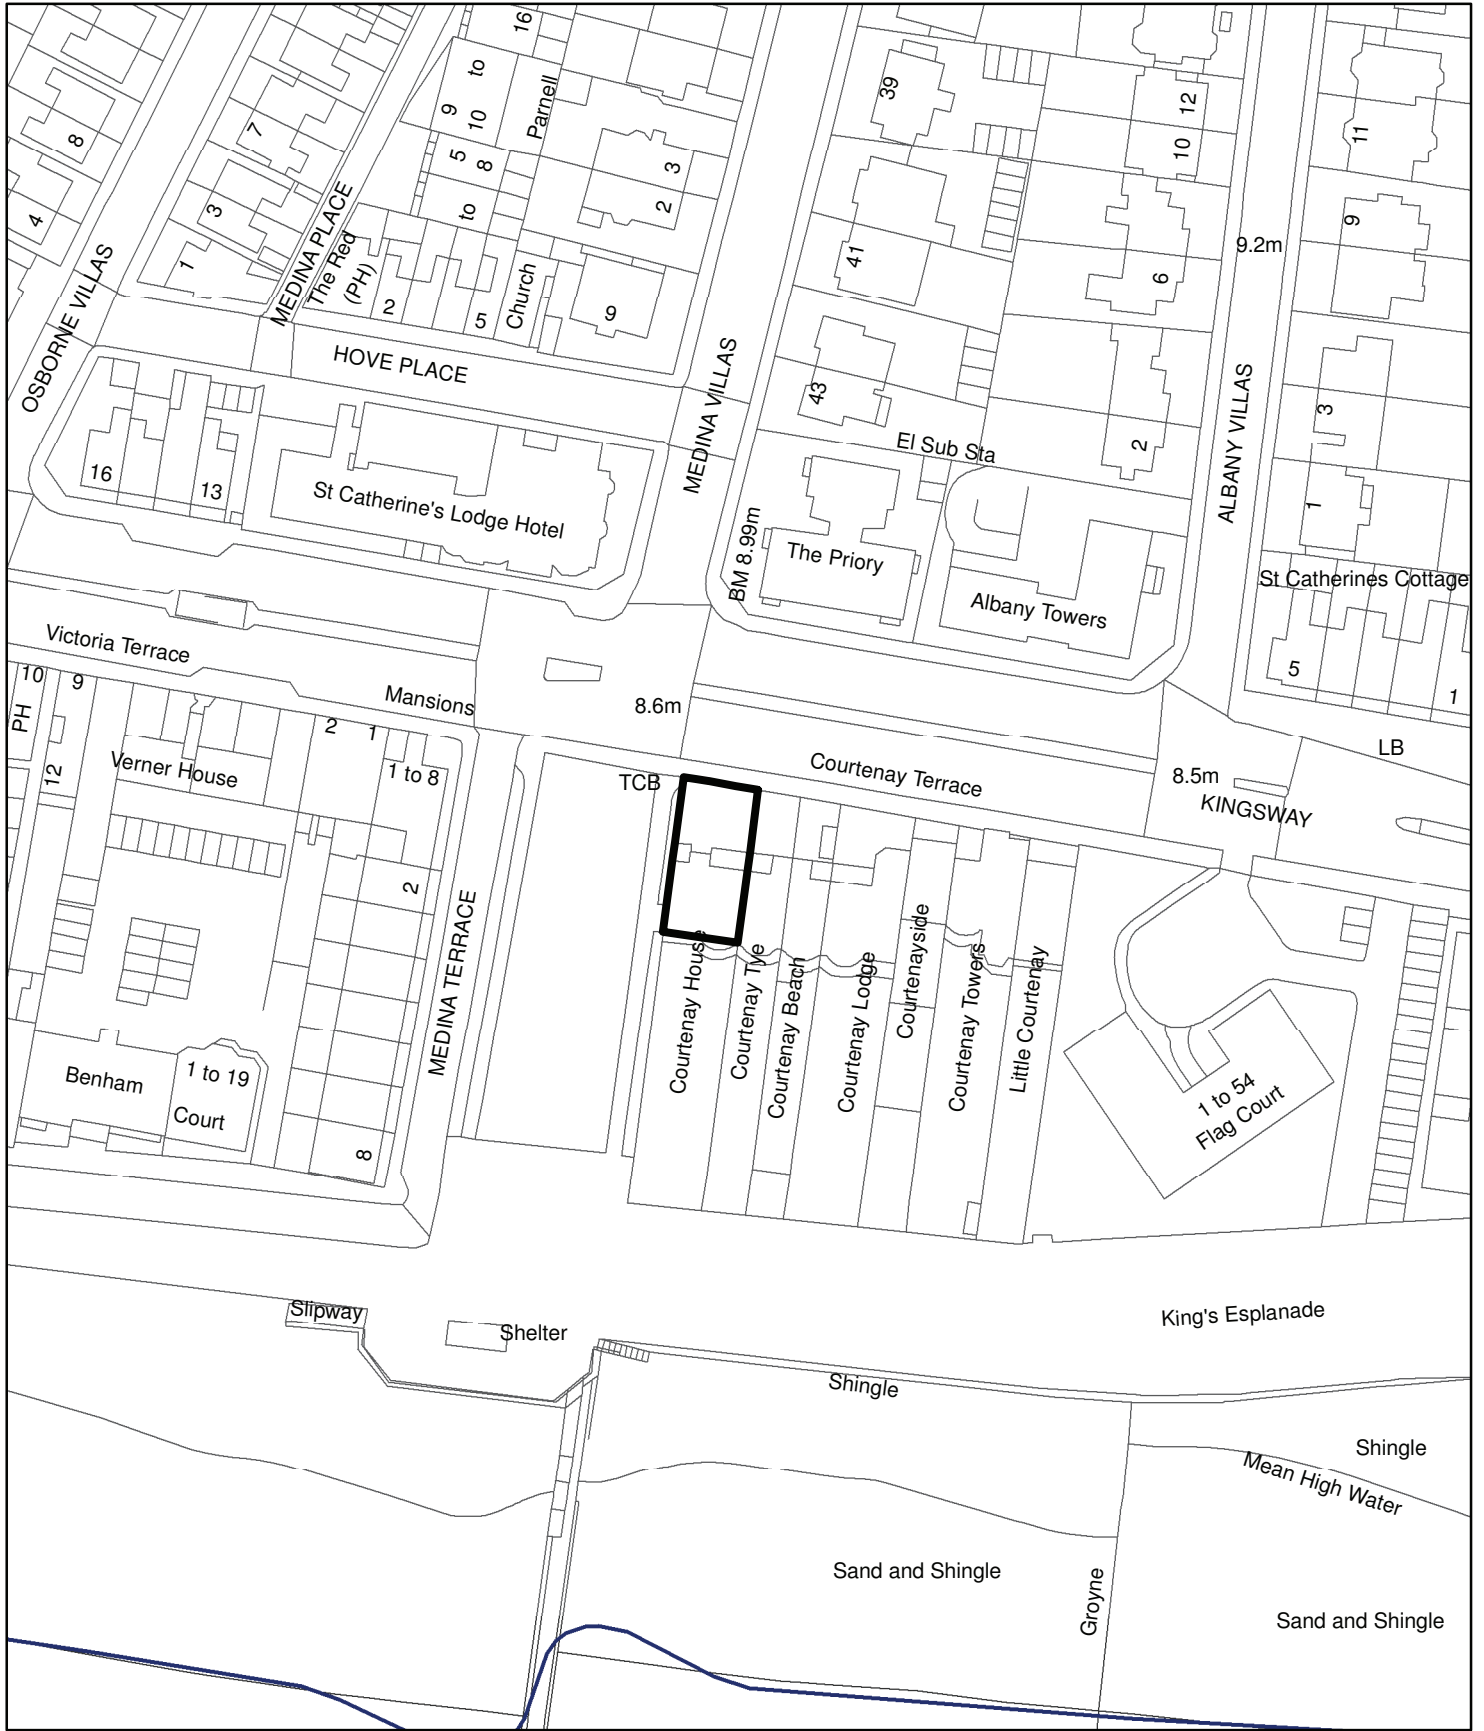 16
to
9
10
Parnell
39
12
10
11
8
7
5
8
3
2
to
4
3
1
MEDINA PLACE
The Red
(PH)
2
5
Church
9
41
6
9.2m
9
OSBORNE VILLAS
HOVE PLACE
MEDINA VILLAS
43
El Sub Sta
2
ALBANY VILLAS
3
1
16
13
St Catherine's Lodge Hotel
BM 8.99m
The Priory
Albany Towers
St Catherines Cottage
5
1
Victoria Terrace
10
9
PH
Mansions
8.6m
2
1
1 to 8
Verner House
12
TCB
Courtenay Terrace
8.5m
LB
KINGSWAY
2
MEDINA TERRACE
Courtenay House
Courtenay Tye
Courtenay Beach
Courtenay Lodge
Courtenayside
Courtenay Towers
Little Courtenay
Benham
1 to 19
Court
8
1 to 54
Flag Court
King's Esplanade
Slipway
Shelter
Shingle
Shingle
Mean High Water
Sand and Shingle
Groyne
Sand and Shingle